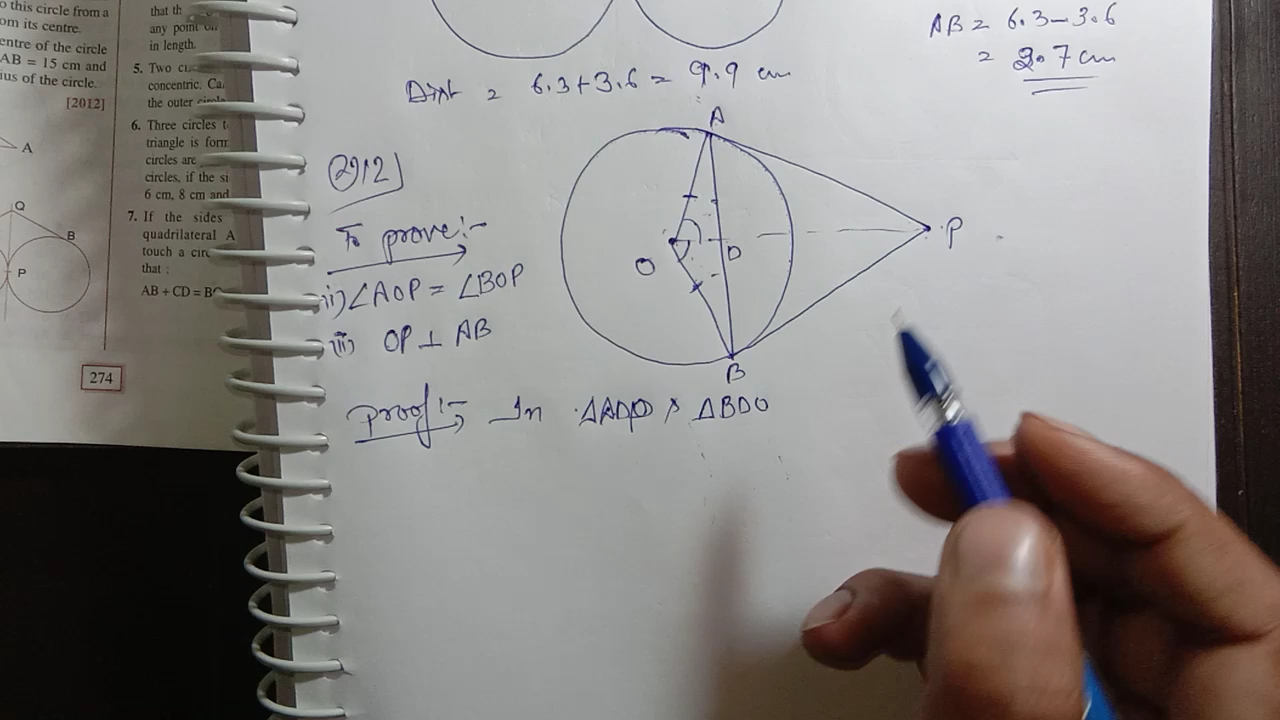 o this circle from a
om its centre.
entre of the circle
AB = 15 cm and
ius of the circle.
[2012]
A
Q
B
P
that th
any point
in length.
5. Two
concentric. Ca
the outer circle
6. Three circles t
triangle is form
circles are
circles, if the si
6 cm, 8 cm and
7. If the sides
quadrilateral A
touch a circ
that :
AB + CD = BC
274
AB = 6.3 - 3.6
= 2.7 cm
Dist = 6.3 + 3.6 = 9.9 cm
A
O
D
P
B
To prove :-
ii) ∠AOP = ∠BOP
iii) OP ⊥ AB
Proof :- In ΔADO & ΔBDO